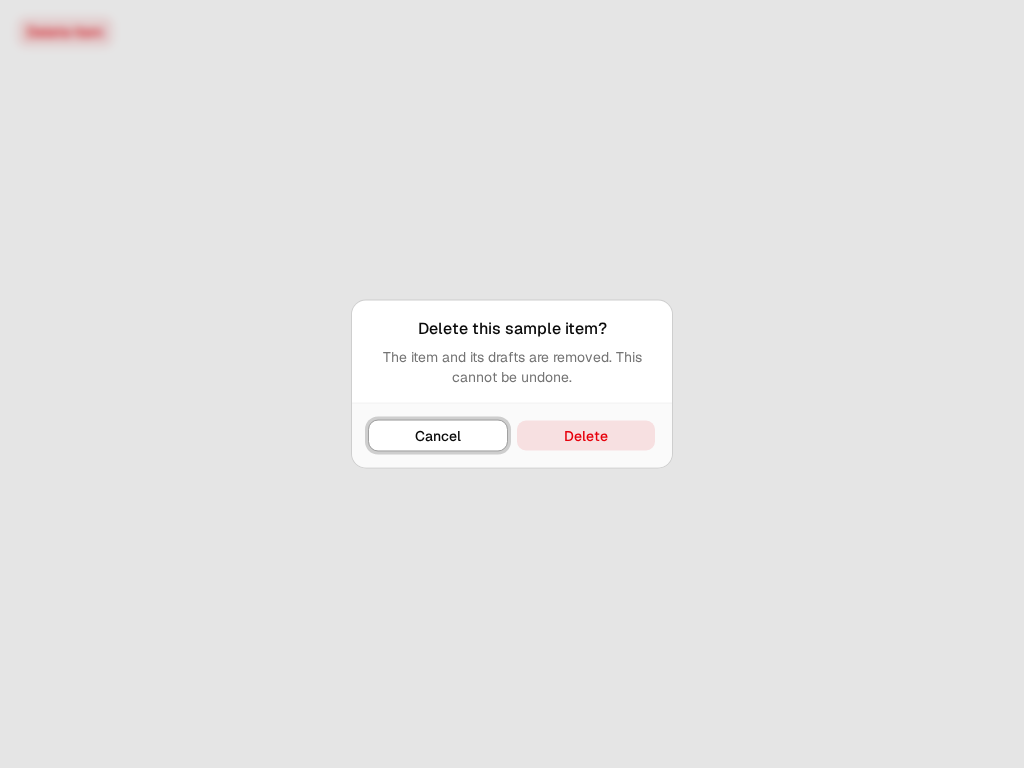 Delete this sample item?
The item and its drafts are removed. This
cannot be undone.
Cancel
Delete